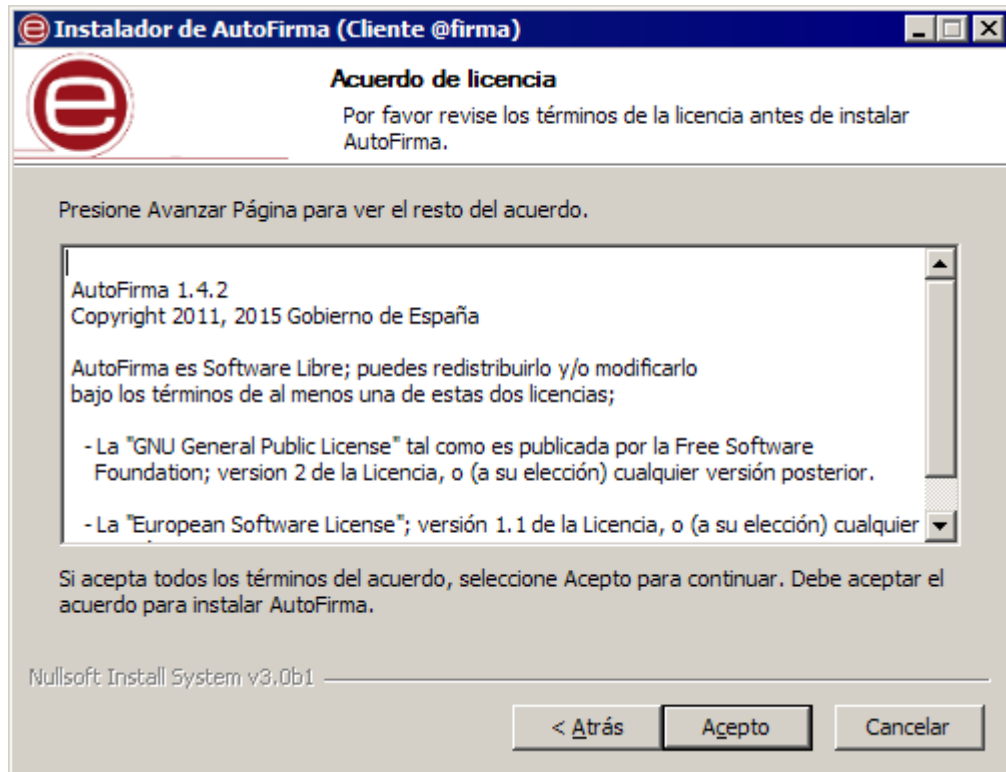 Instalador de AutoFirma (Cliente @firma)
Acuerdo de licencia
Por favor revise los términos de la licencia antes de instalar
AutoFirma.
Presione Avanzar Página para ver el resto del acuerdo.
AutoFirma 1.4.2
Copyright 2011, 2015 Gobierno de España
AutoFirma es Software Libre; puedes redistribuirlo y/o modificarlo
bajo los términos de al menos una de estas dos licencias;
- La "GNU General Public License" tal como es publicada por la Free Software
Foundation; version 2 de la Licencia, o (a su elección) cualquier versión posterior.
- La "European Software License"; versión 1.1 de la Licencia, o (a su elección) cualquier
Si acepta todos los términos del acuerdo, seleccione Acepto para continuar. Debe aceptar el
acuerdo para instalar AutoFirma.
Nullsoft Install System v3.0b1
< Atrás
Acepto
Cancelar